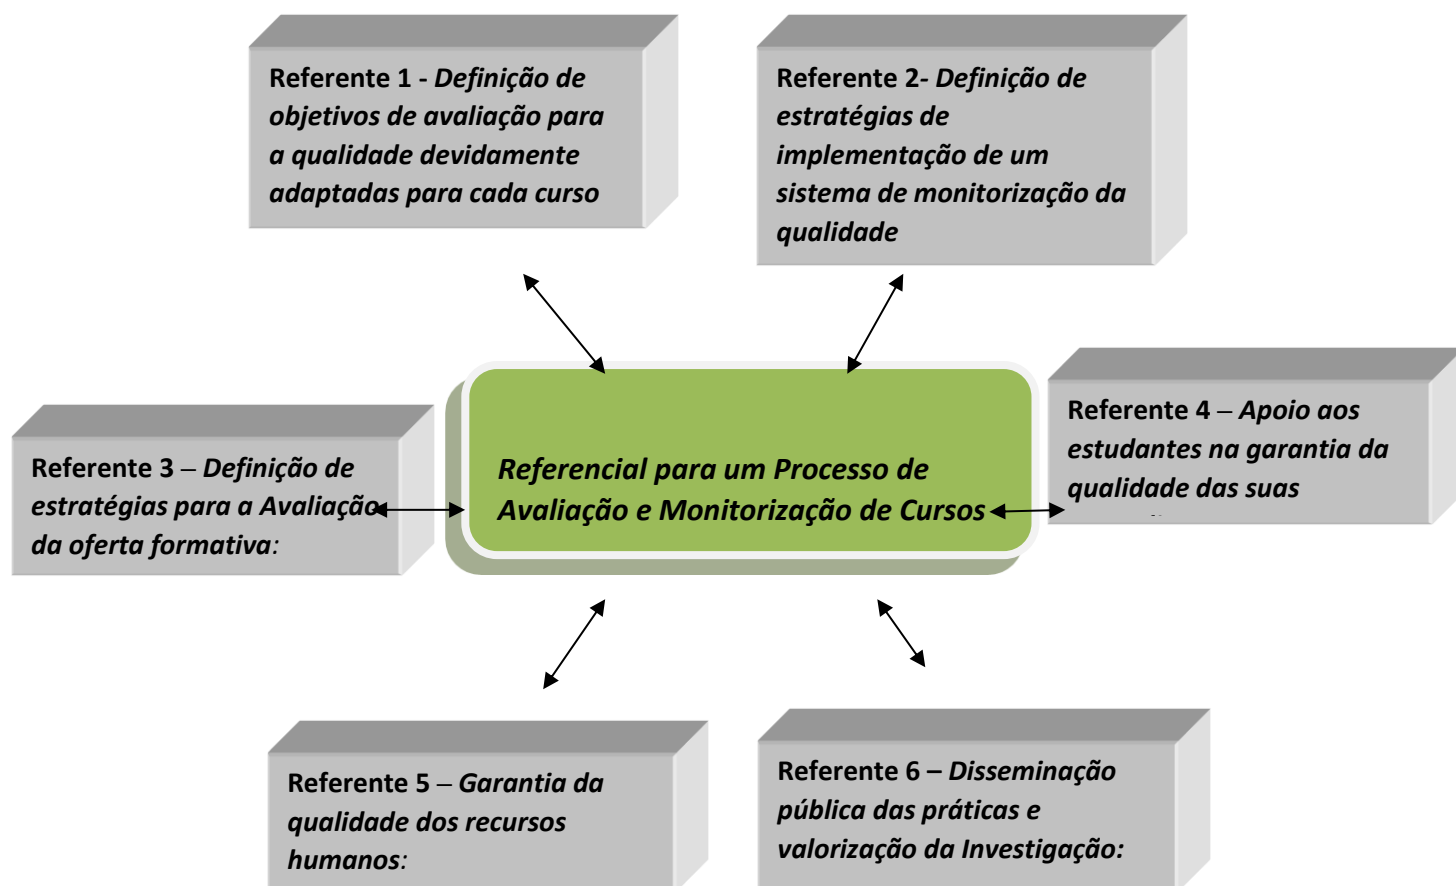 Referente 1 - Definição de
objetivos de avaliação para
a qualidade devidamente
adaptadas para cada curso
Referente 2- Definição de
estratégias de
implementação de um
sistema de monitorização da
qualidade
Referente 3 – Definição de
estratégias para a Avaliação
da oferta formativa:
Referencial para um Processo de
Avaliação e Monitorização de Cursos
Referente 4 – Apoio aos
estudantes na garantia da
qualidade das suas
Referente 5 – Garantia da
qualidade dos recursos
humanos:
Referente 6 – Disseminação
pública das práticas e
valorização da Investigação: